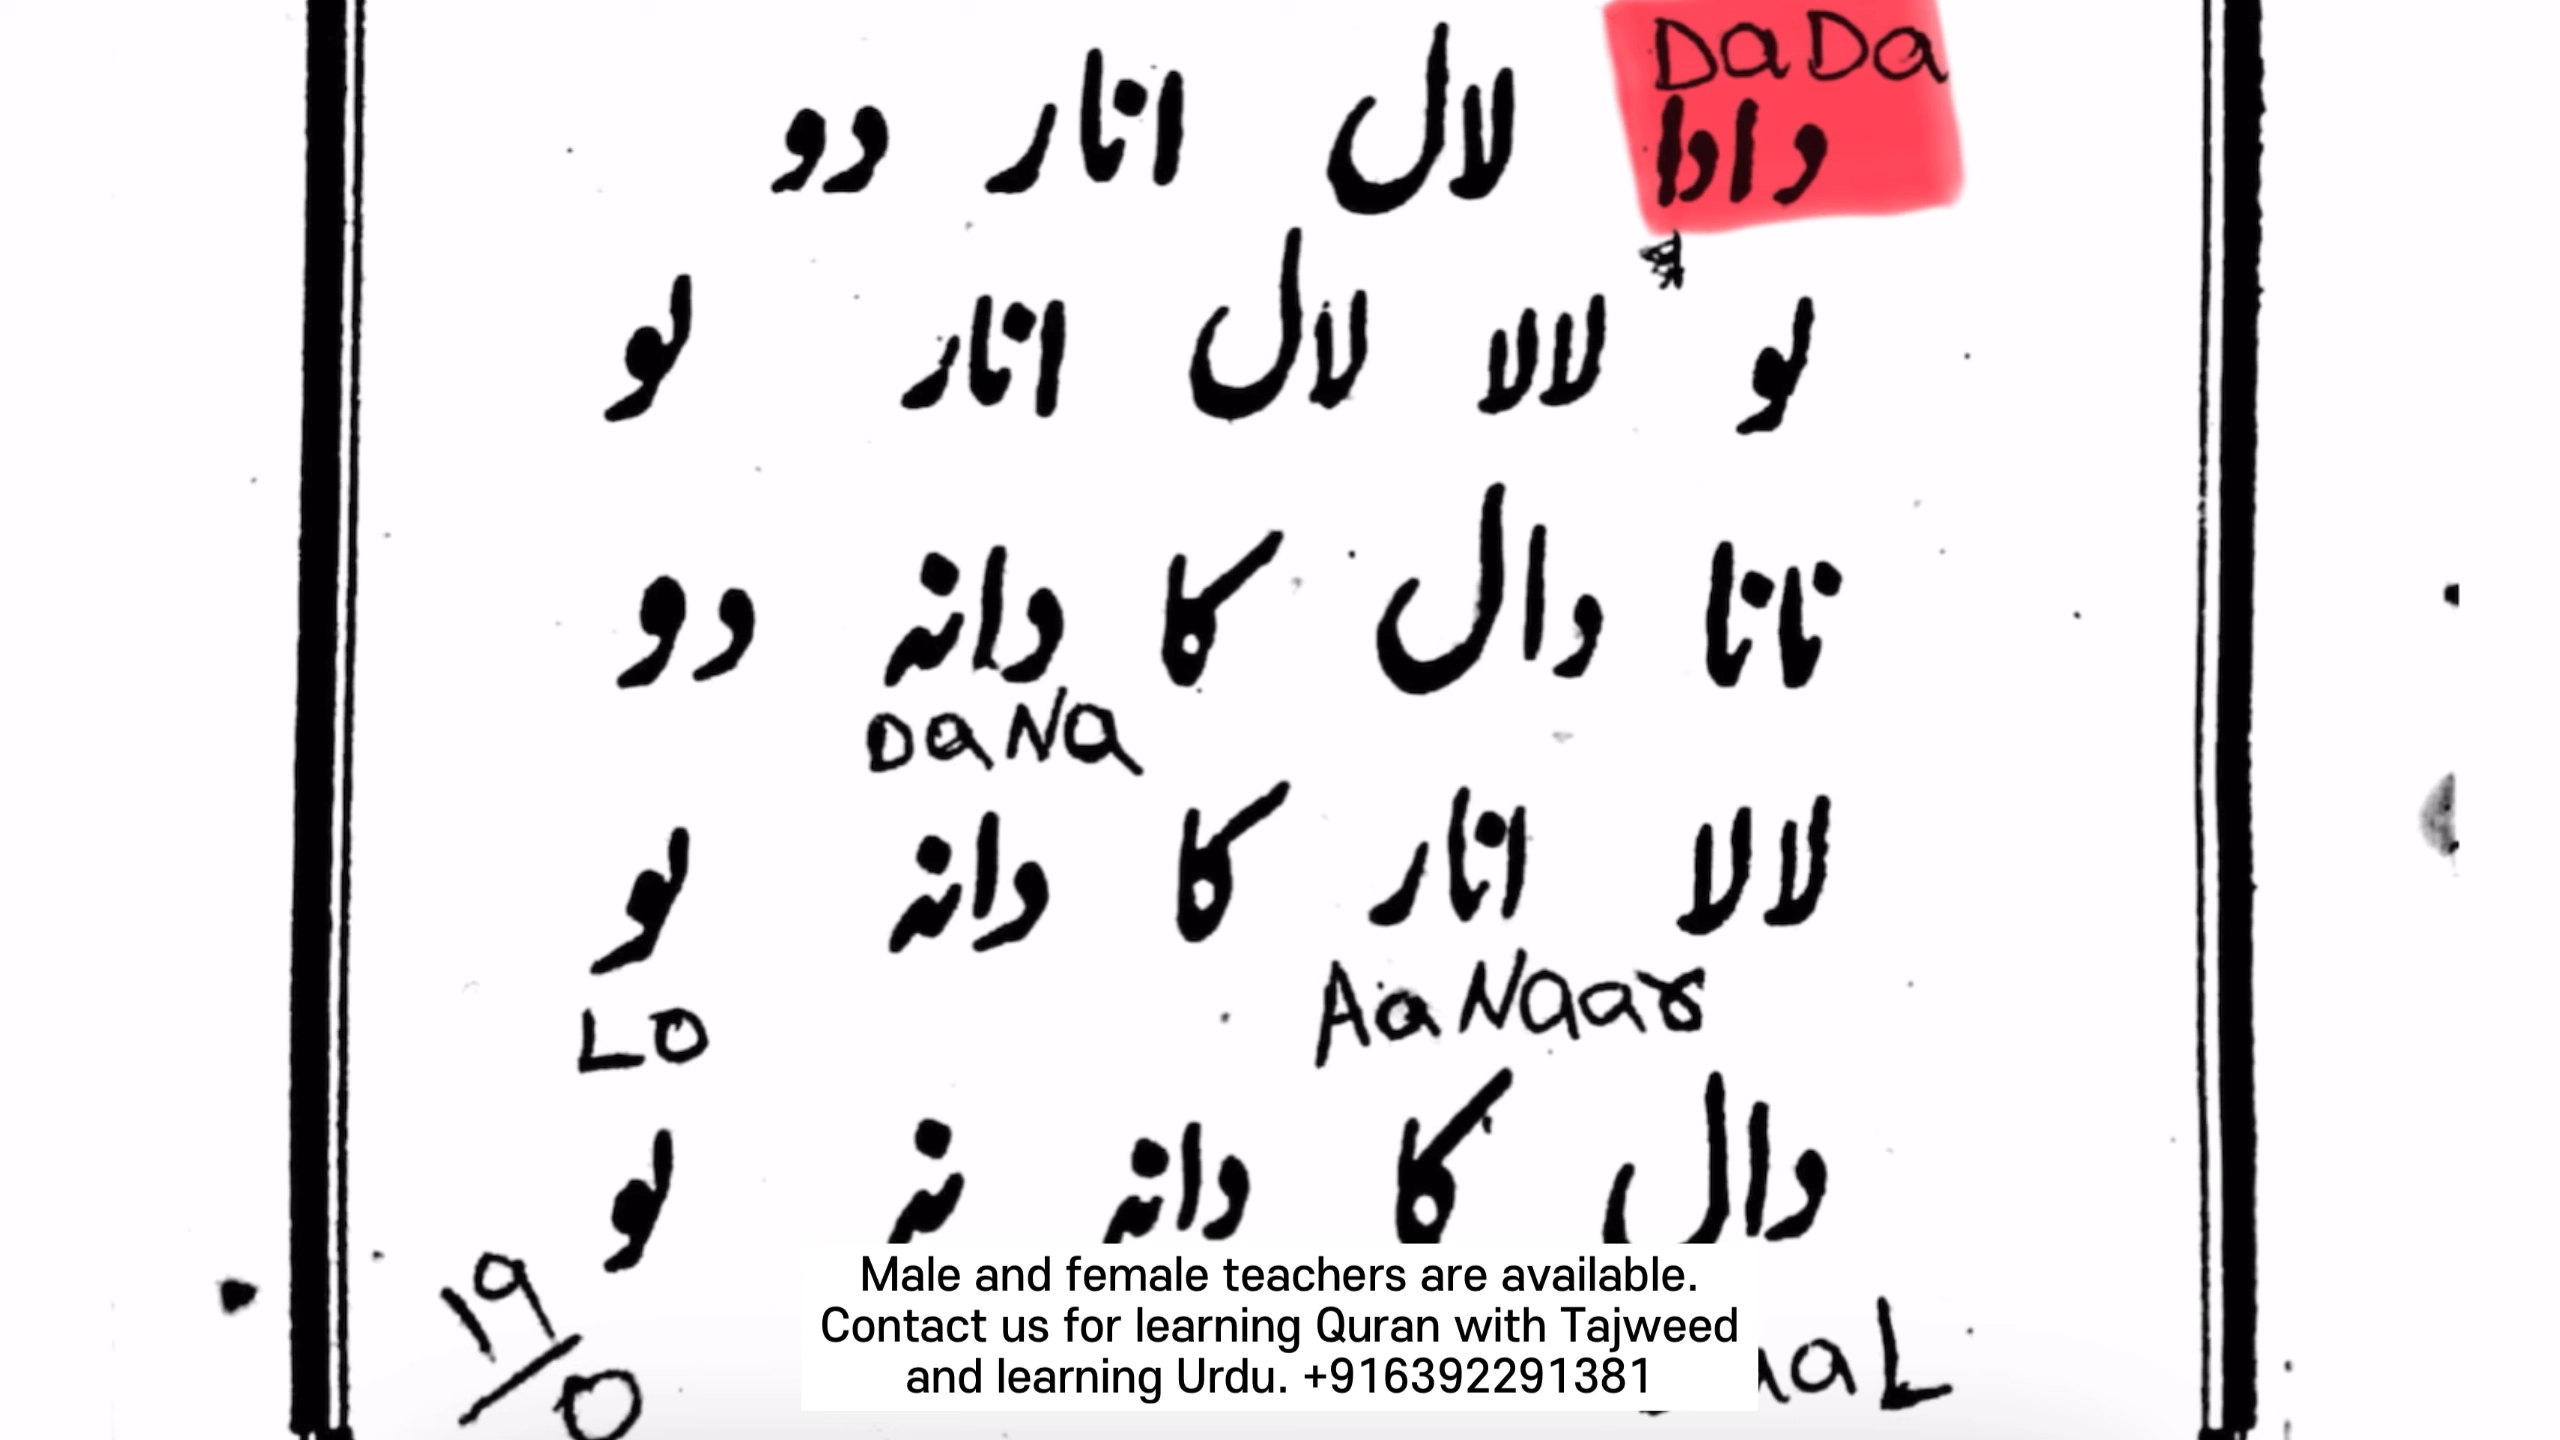 DaDa
دادا لال انار دو
لو لالا لال انار لو
نانا دال کا دانہ دو
DaNa
لالا انار کا دانہ لو
LO AaNaar
دال کا دانہ نہ لو
19/0
Male and female teachers are available.
Contact us for learning Quran with Tajweed
and learning Urdu. +916392291381